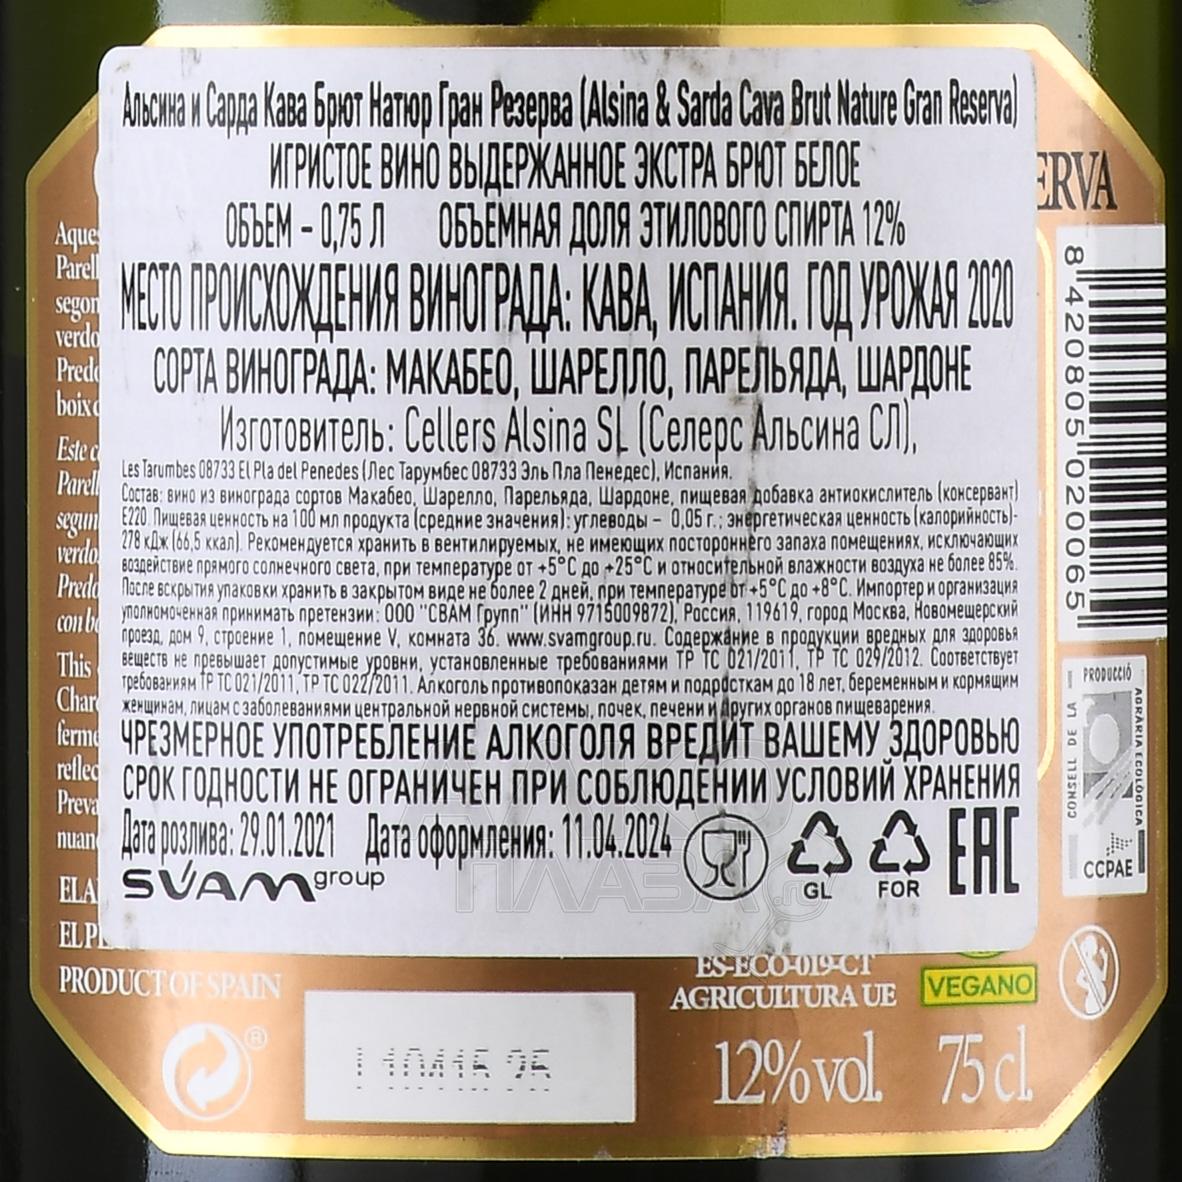 Альсина и Сарда Кава Брют Натюр Гран Резерва (Alsina & Sarda Cava Brut Nature Gran Reserva)
ИГРИСТОЕ ВИНО ВЫДЕРЖАННОЕ ЭКСТРА БРЮТ БЕЛОЕ
ОБЪЕМ – 0,75 Л ОБЪЕМНАЯ ДОЛЯ ЭТИЛОВОГО СПИРТА 12%
МЕСТО ПРОИСХОЖДЕНИЯ ВИНОГРАДА: КАВА, ИСПАНИЯ. ГОД УРОЖАЯ 2020
СОРТА ВИНОГРАДА: МАКАБЕО, ШАРЕЛЛО, ПАРЕЛЬЯДА, ШАРДОНЕ
Изготовитель: Cellers Alsina SL (Селерс Альсина СЛ),
Les Tarumbes 08733 El Pla del Penedes (Лес Тарумбес 08733 Эль Пла Пенедес), Испания.
Состав: вино из винограда сортов Макабео, Шарелло, Парельяда, Шардоне, пищевая добавка антиокислитель (консервант)
Е220. Пищевая ценность на 100 мл продукта (средние значения): углеводы – 0,05 г.; энергетическая ценность (калорийность)-
278 кДж (66,5 ккал). Рекомендуется хранить в вентилируемых, не имеющих постороннего запаха помещениях, исключающих
воздействие прямого солнечного света, при температуре от +5°С до +25°С и относительной влажности воздуха не более 85%.
После вскрытия упаковки хранить в закрытом виде не более 2 дней, при температуре от +5°С до +8°С. Импортер и организация
уполномоченная принимать претензии: ООО "СВАМ Групп" (ИНН 9715009872), Россия, 119619, город Москва, Новомещерский
проезд, дом 9, строение 1, помещение V, комната 36. www.svamgroup.ru. Содержание в продукции вредных для здоровья
веществ не превышает допустимые уровни, установленные требованиями ТР ТС 021/2011, ТР ТС 029/2012. Соответствует
требованиям ТР ТС 021/2011, ТР ТС 022/2011. Алкоголь противопоказан детям и подросткам до 18 лет, беременным и кормящим
женщинам, лицам с заболеваниями центральной нервной системы, почек, печени и других органов пищеварения.
ЧРЕЗМЕРНОЕ УПОТРЕБЛЕНИЕ АЛКОГОЛЯ ВРЕДИТ ВАШЕМУ ЗДОРОВЬЮ
СРОК ГОДНОСТИ НЕ ОГРАНИЧЕН ПРИ СОБЛЮДЕНИИ УСЛОВИЙ ХРАНЕНИЯ
Дата розлива: 29.01.2021 Дата оформления: 11.04.2024
SVAM group
GL FOR EAC
PRODUCT OF SPAIN
ES-ECO-019-CT
AGRICULTURA UE
VEGANO
12% vol. 75 cl.
8 420805 020065
PRODUCCIÓ
AGRÀRIA ECOLÒGICA
CONSELL DE LA
CCPAE